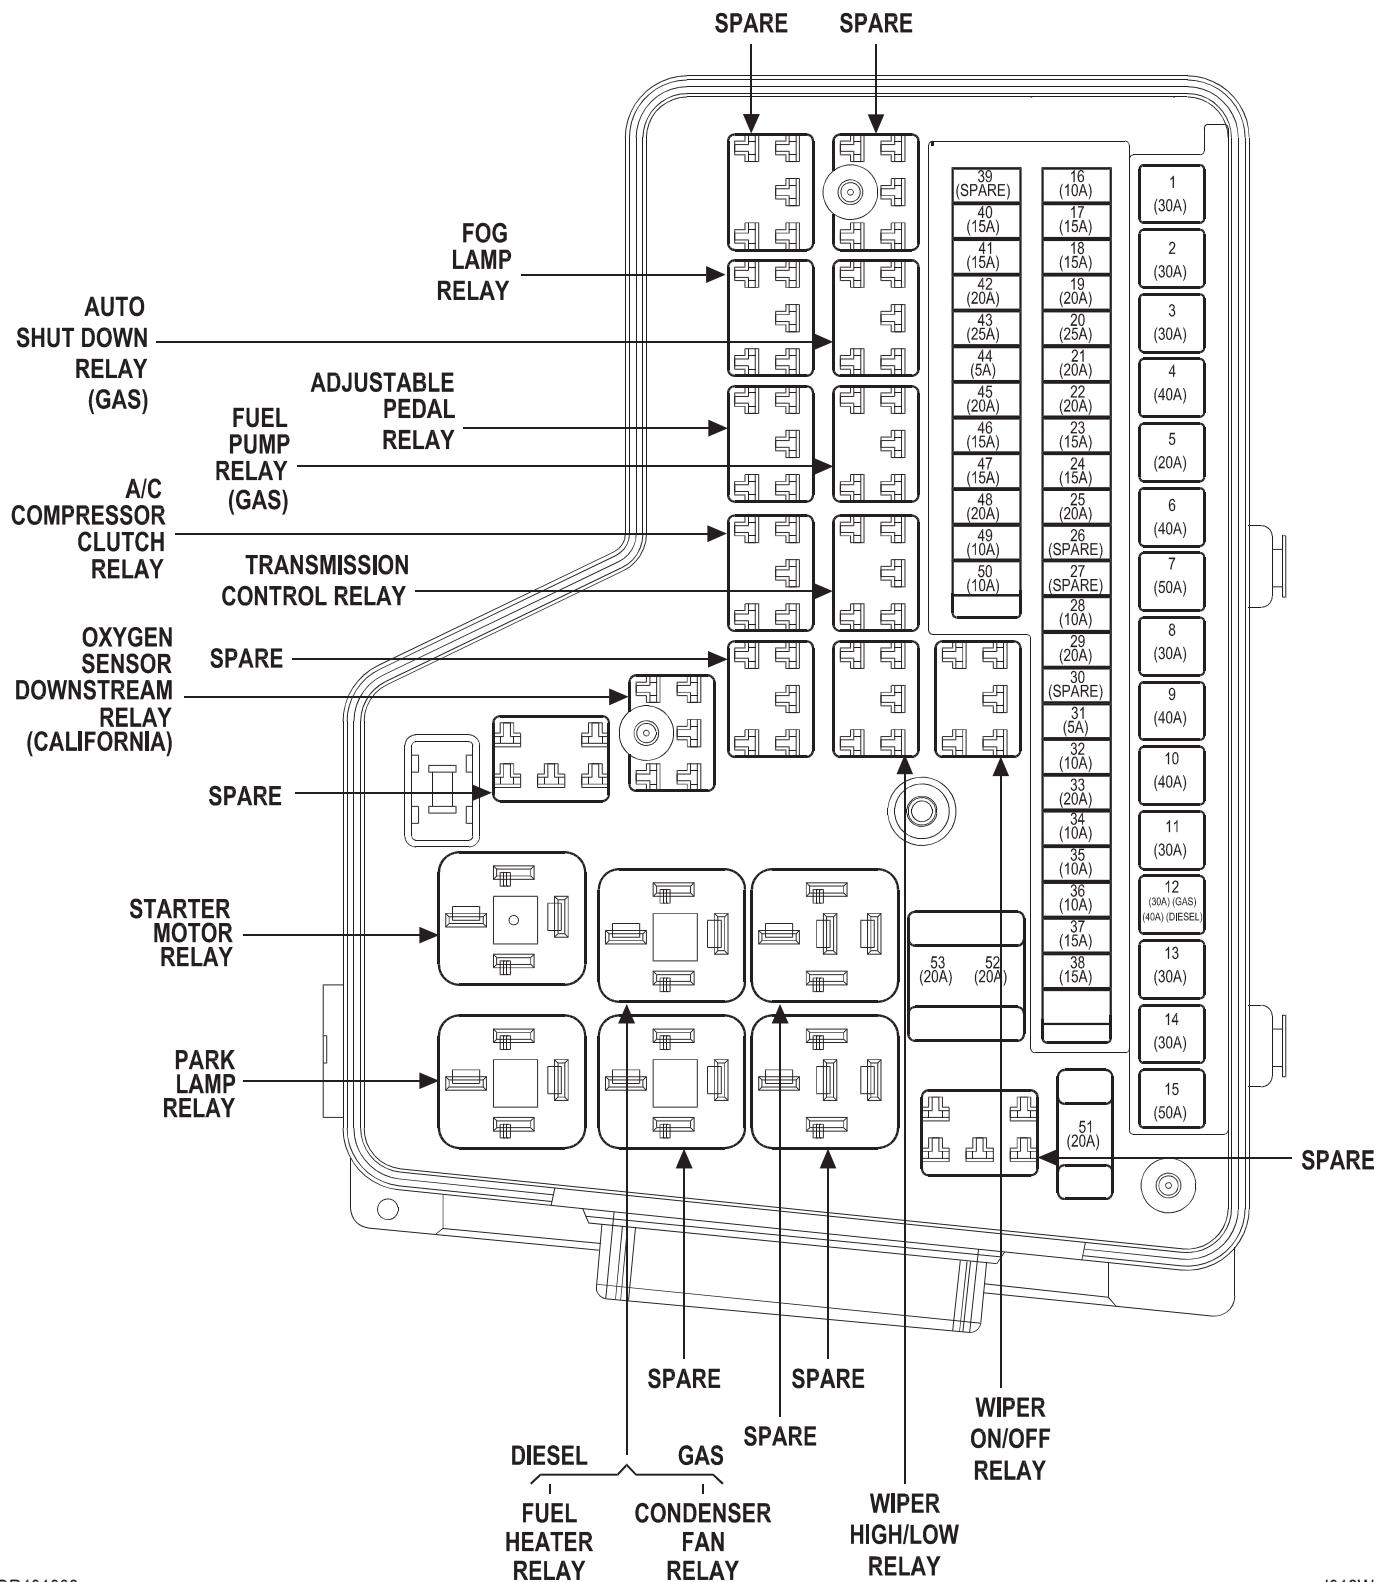 SPARE
SPARE
FOG
LAMP
RELAY
AUTO
SHUT DOWN
RELAY
(GAS)
ADJUSTABLE
PEDAL
RELAY
FUEL
PUMP
RELAY
(GAS)
A/C
COMPRESSOR
CLUTCH
RELAY
TRANSMISSION
CONTROL RELAY
OXYGEN
SENSOR
DOWNSTREAM
RELAY
(CALIFORNIA)
SPARE
SPARE
STARTER
MOTOR
RELAY
PARK
LAMP
RELAY
39
(SPARE)
40
(15A)
41
(15A)
42
(20A)
43
(25A)
44
(5A)
45
(20A)
46
(15A)
47
(15A)
48
(20A)
49
(10A)
50
(10A)
16
(10A)
17
(15A)
18
(15A)
19
(20A)
20
(25A)
21
(20A)
22
(20A)
23
(15A)
24
(15A)
25
(20A)
26
(SPARE)
27
(SPARE)
28
(10A)
29
(20A)
30
(SPARE)
31
(5A)
32
(10A)
33
(20A)
34
(10A)
35
(10A)
36
(10A)
37
(15A)
38
(15A)
1
(30A)
2
(30A)
3
(30A)
4
(40A)
5
(20A)
6
(40A)
7
(50A)
8
(30A)
9
(40A)
10
(40A)
11
(30A)
12
(30A) (GAS)
(40A) (DIESEL)
13
(30A)
14
(30A)
15
(50A)
53
(20A)
52
(20A)
51
(20A)
SPARE
SPARE
SPARE
SPARE
WIPER
ON/OFF
RELAY
DIESEL
GAS
FUEL
HEATER
RELAY
CONDENSER
FAN
RELAY
WIPER
HIGH/LOW
RELAY